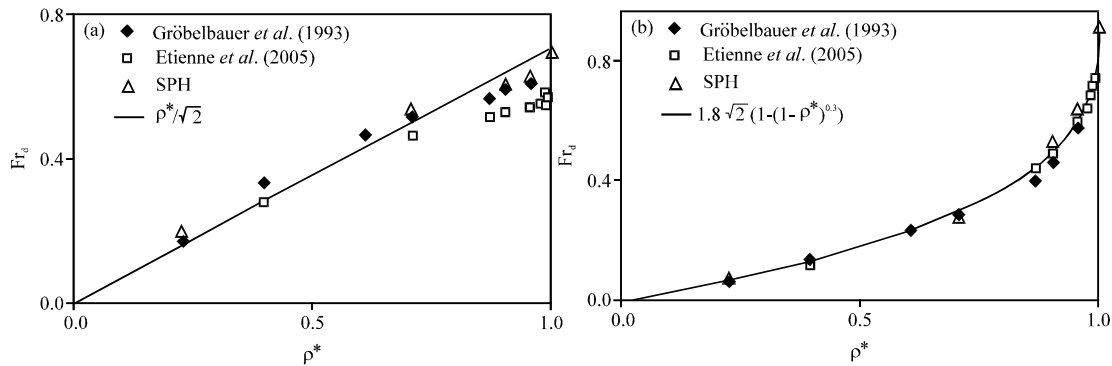 (a)
Gröbelbauer et al. (1993)
Etienne et al. (2005)
SPH
ρ*/√2
0.8
0.4
0.0
Fr_d
0.0
0.5
1.0
ρ*
(b)
Gröbelbauer et al. (1993)
Etienne et al. (2005)
SPH
1.8 √2 (1-(1- ρ*)^0.3)
0.8
0.4
0.0
Fr_d
0.0
0.5
1.0
ρ*